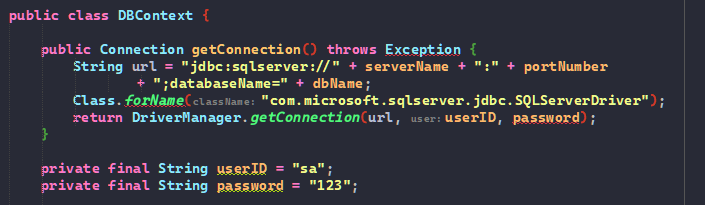 public class DBContext {
public Connection getConnection() throws Exception {
String url = "jdbc:sqlserver://" + serverName + ":" + portNumber
+ ";databaseName=" + dbName;
Class.forName(className:"com.microsoft.sqlserver.jdbc.SQLServerDriver");
return DriverManager.getConnection(url, user:userID, password);
}
private final String userID = "sa";
private final String password = "123";